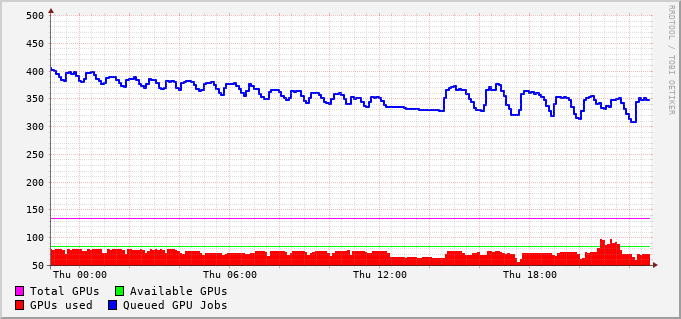 500
450
400
350
300
250
200
150
100
50
Thu 00:00 Thu 06:00 Thu 12:00 Thu 18:00
Total GPUs Available GPUs
GPUs used Queued GPU Jobs
RRDTOOL / TOBI OETIKER